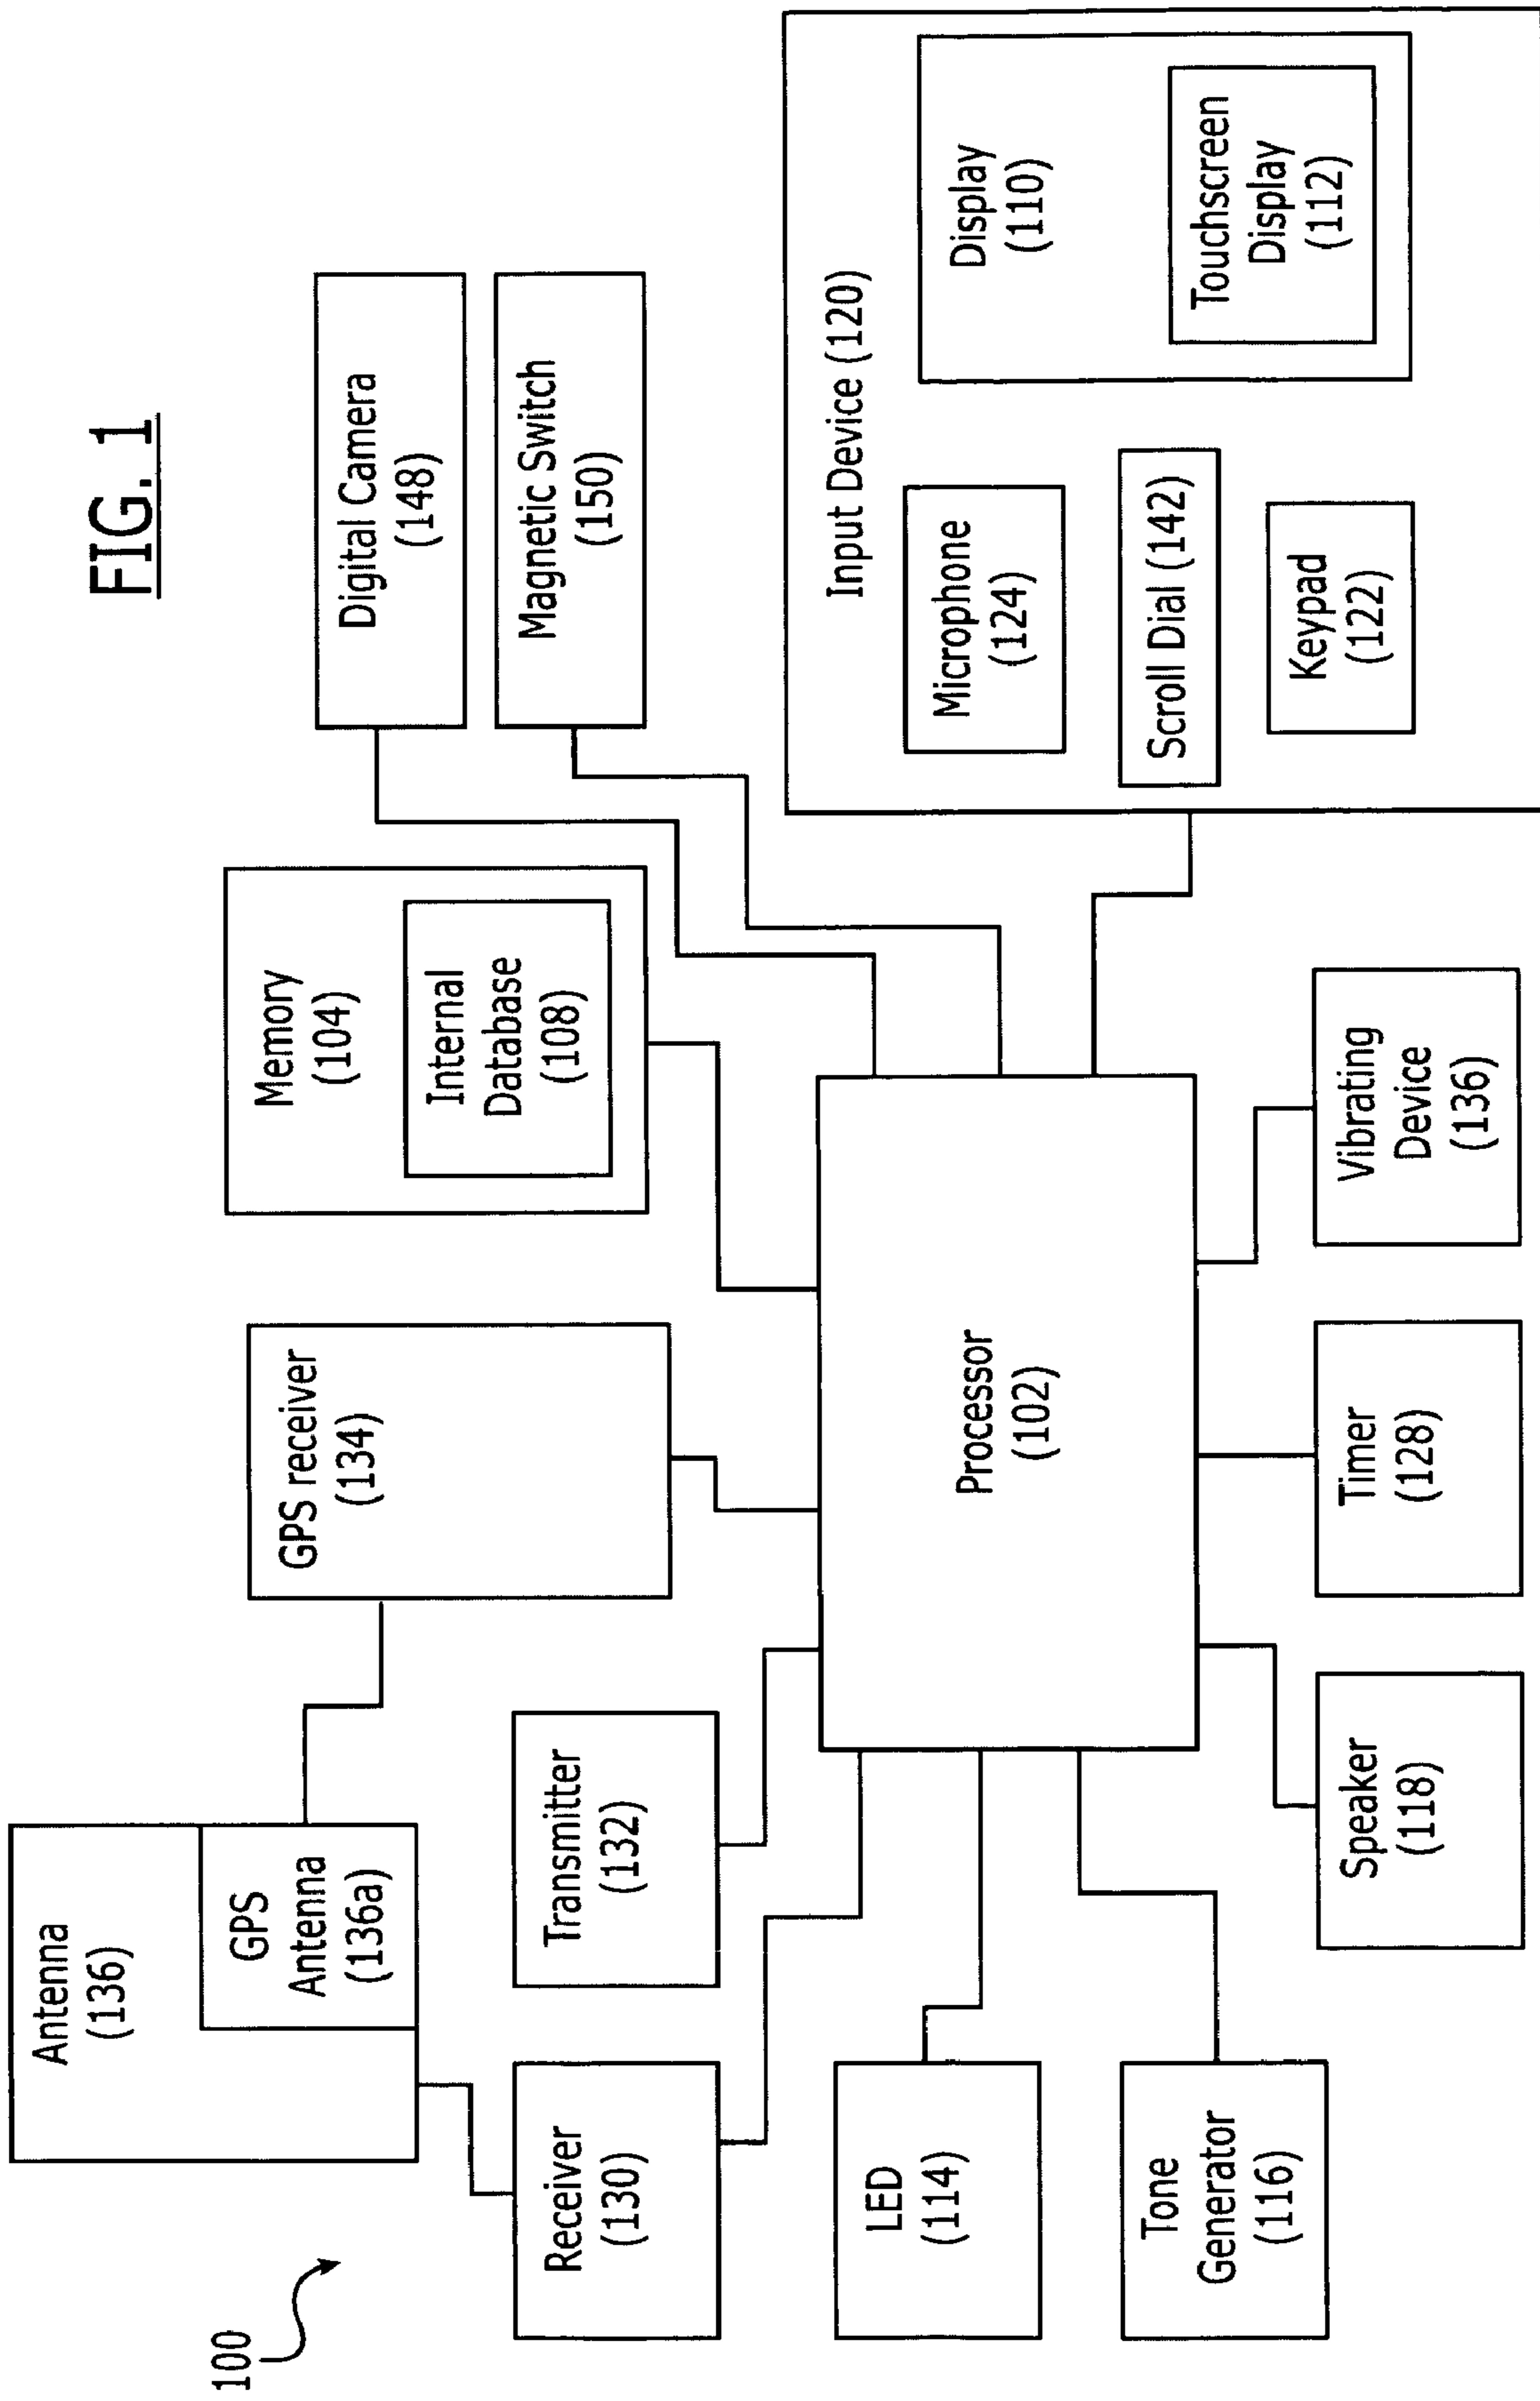 FIG. 1
100
Antenna
(136)
GPS
Antenna
(136a)
GPS receiver
(134)
Memory
(104)
Internal
Database
(108)
Digital Camera
(148)
Magnetic Switch
(150)
Receiver
(130)
Transmitter
(132)
Processor
(102)
LED
(114)
Tone
Generator
(116)
Speaker
(118)
Timer
(128)
Vibrating
Device
(136)
Input Device (120)
Microphone
(124)
Scroll Dial (142)
Keypad
(122)
Display
(110)
Touchscreen
Display
(112)